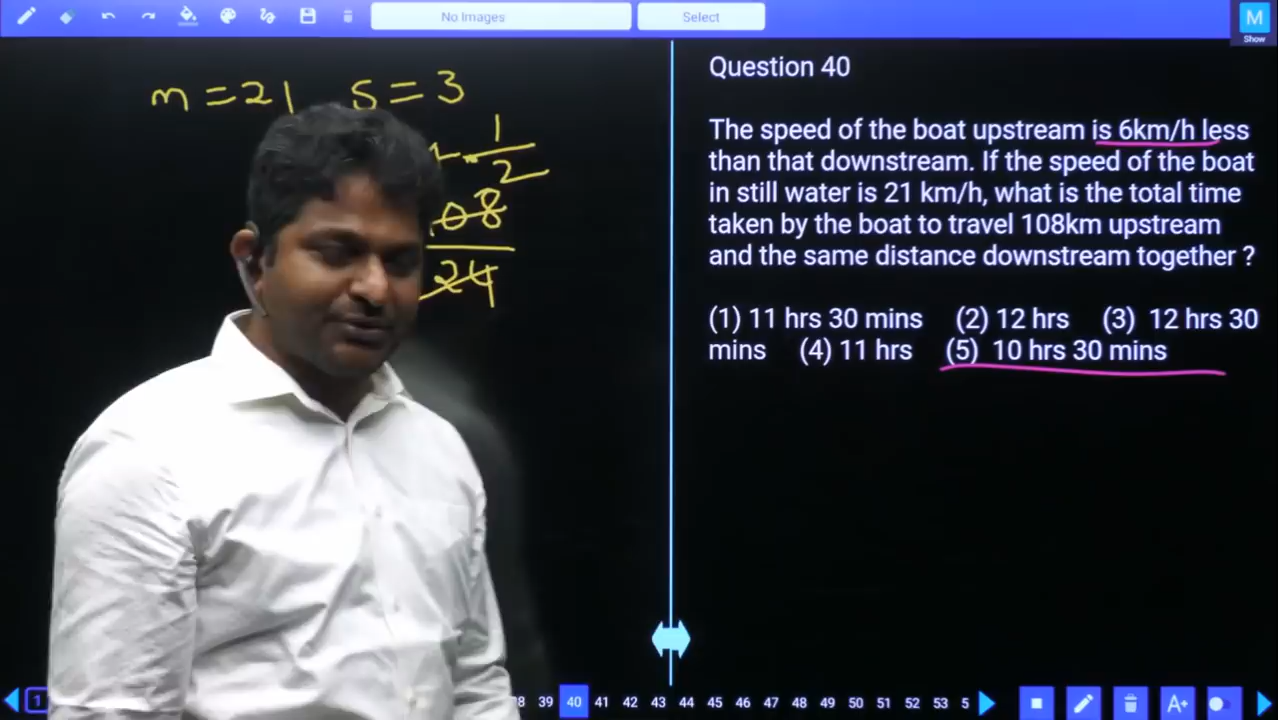 No Images
Select
M
Show
m = 21 s = 3
1
2
08
24
Question 40
The speed of the boat upstream is 6km/h less
than that downstream. If the speed of the boat
in still water is 21 km/h, what is the total time
taken by the boat to travel 108km upstream
and the same distance downstream together ?
(1) 11 hrs 30 mins (2) 12 hrs (3) 12 hrs 30
mins (4) 11 hrs (5) 10 hrs 30 mins
1 38 39 40 41 42 43 44 45 46 47 48 49 50 51 52 53 5
A+